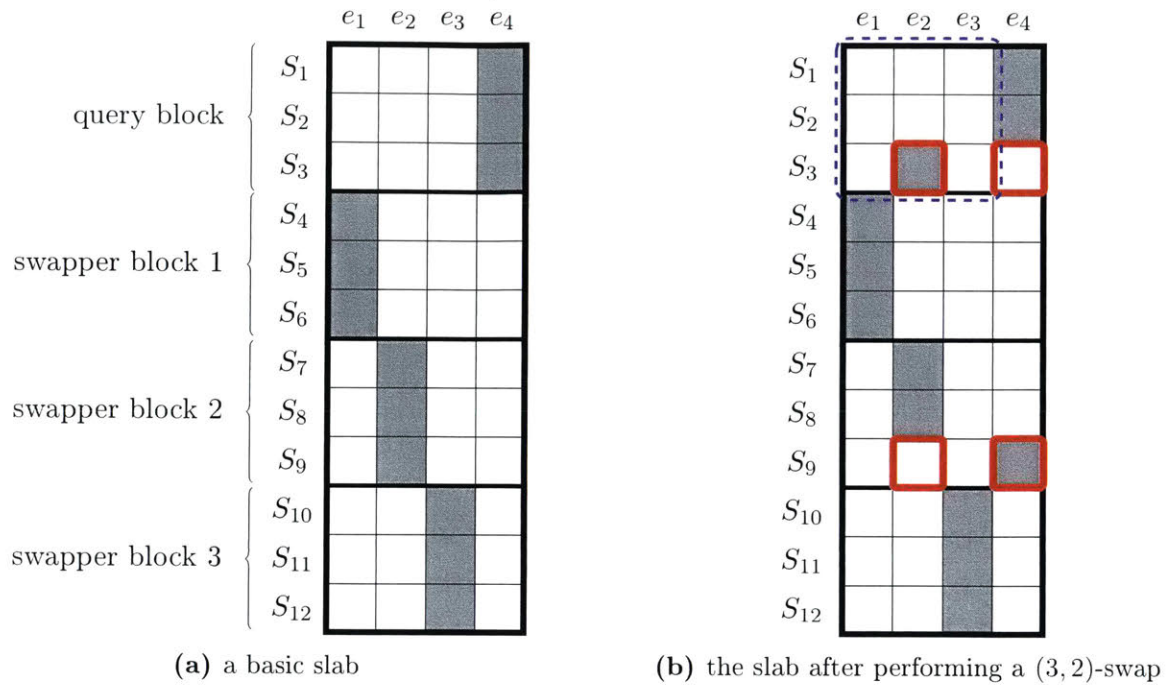 e₁ e₂ e₃ e₄
query block
S₁
S₂
S₃
swapper block 1
S₄
S₅
S₆
swapper block 2
S₇
S₈
S₉
swapper block 3
S₁₀
S₁₁
S₁₂
(a) a basic slab
e₁ e₂ e₃ e₄
S₁
S₂
S₃
S₄
S₅
S₆
S₇
S₈
S₉
S₁₀
S₁₁
S₁₂
(b) the slab after performing a (3, 2)-swap